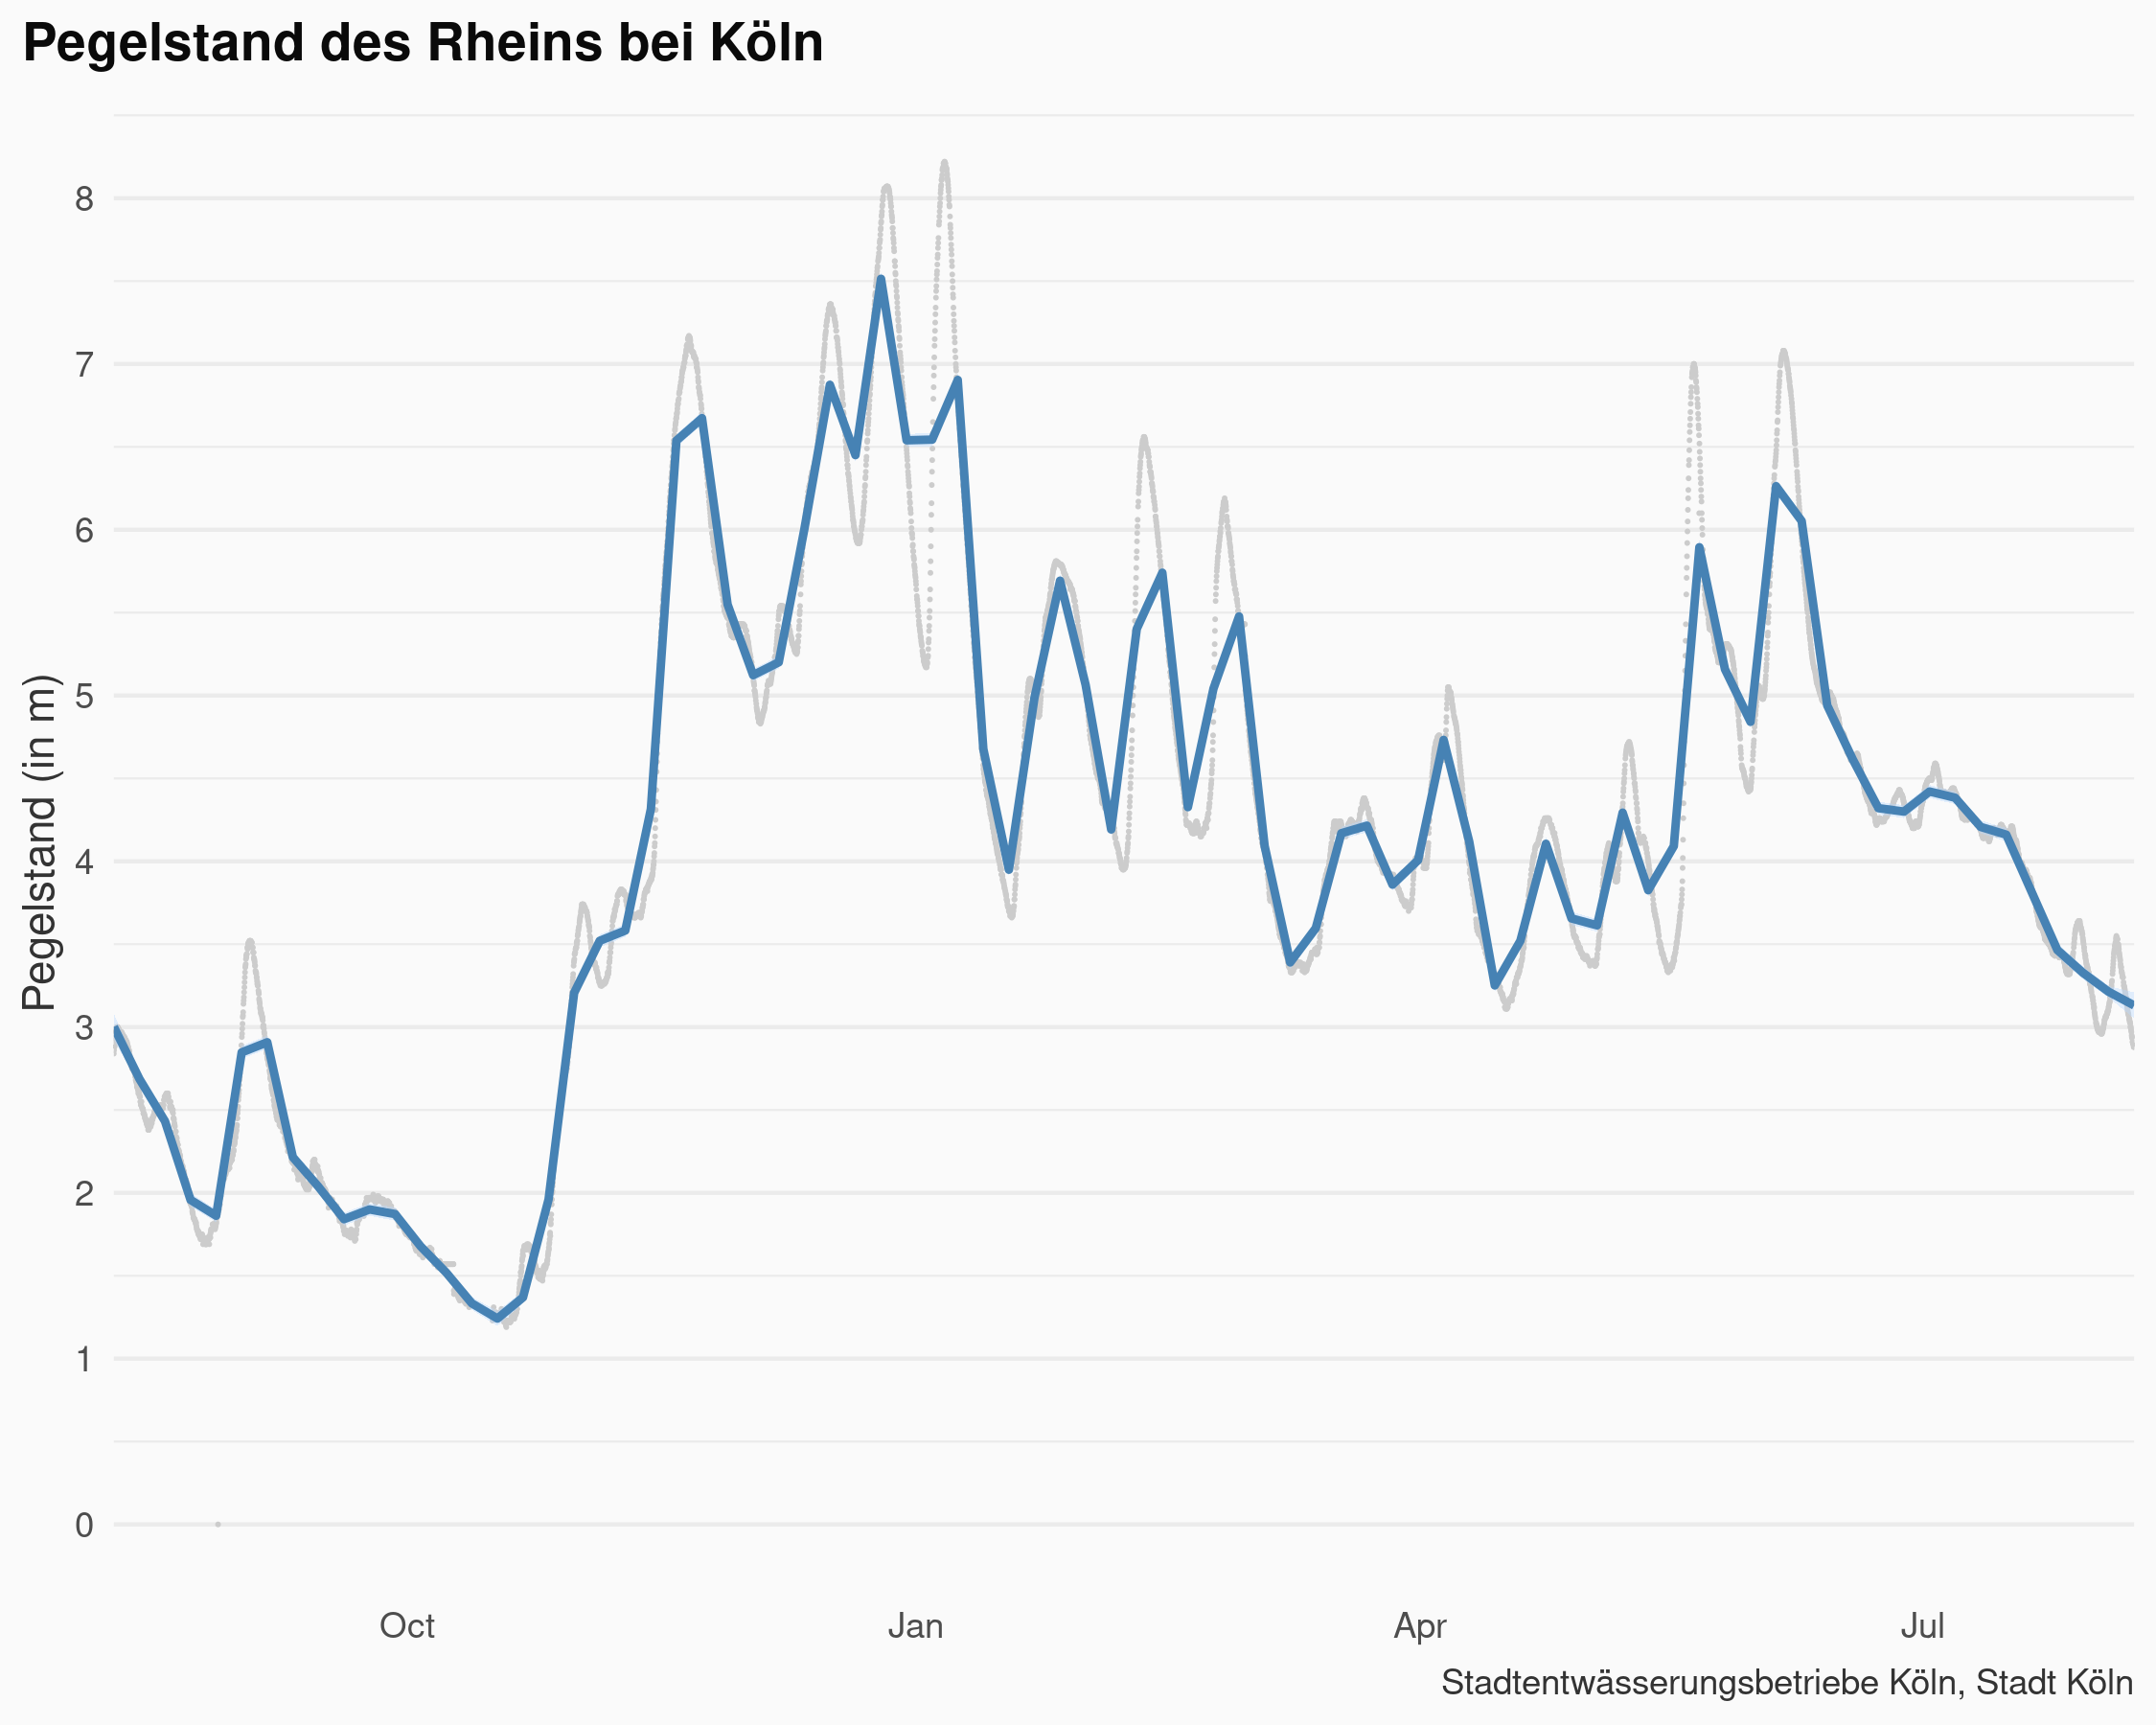 Pegelstand des Rheins bei Köln
Pegelstand (in m)
8
7
6
5
4
3
2
1
0
Oct Jan Apr Jul
Stadtentwässerungsbetriebe Köln, Stadt Köln